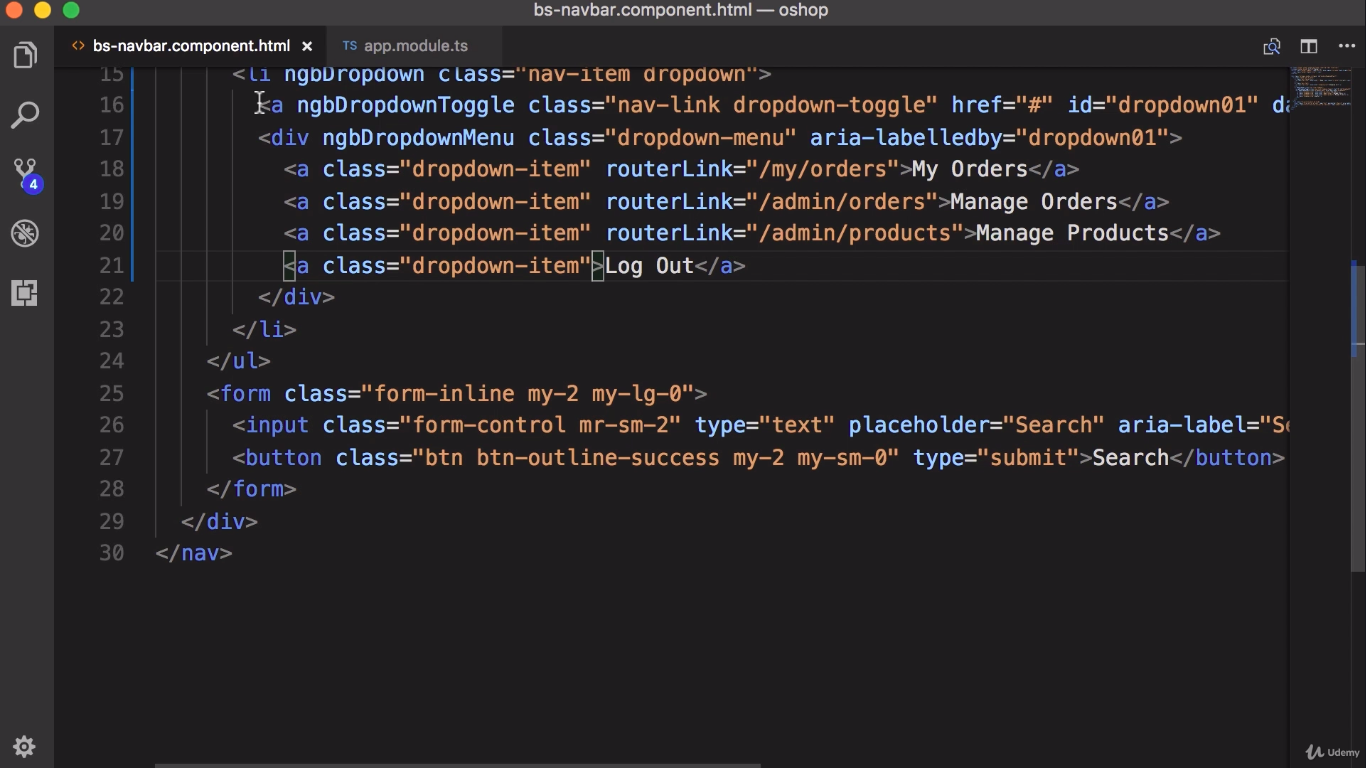 bs-navbar.component.html — oshop
<> bs-navbar.component.html × TS app.module.ts ···
15 <li ngbDropdown class="nav-item dropdown">
16 <a ngbDropdownToggle class="nav-link dropdown-toggle" href="#" id="dropdown01" da
17 <div ngbDropdownMenu class="dropdown-menu" aria-labelledby="dropdown01">
18 <a class="dropdown-item" routerLink="/my/orders">My Orders</a>
19 <a class="dropdown-item" routerLink="/admin/orders">Manage Orders</a>
20 <a class="dropdown-item" routerLink="/admin/products">Manage Products</a>
21 <a class="dropdown-item">Log Out</a>
22 </div>
23 </li>
24 </ul>
25 <form class="form-inline my-2 my-lg-0">
26 <input class="form-control mr-sm-2" type="text" placeholder="Search" aria-label="Se
27 <button class="btn btn-outline-success my-2 my-sm-0" type="submit">Search</button>
28 </form>
29 </div>
30 </nav>
4
Udemy